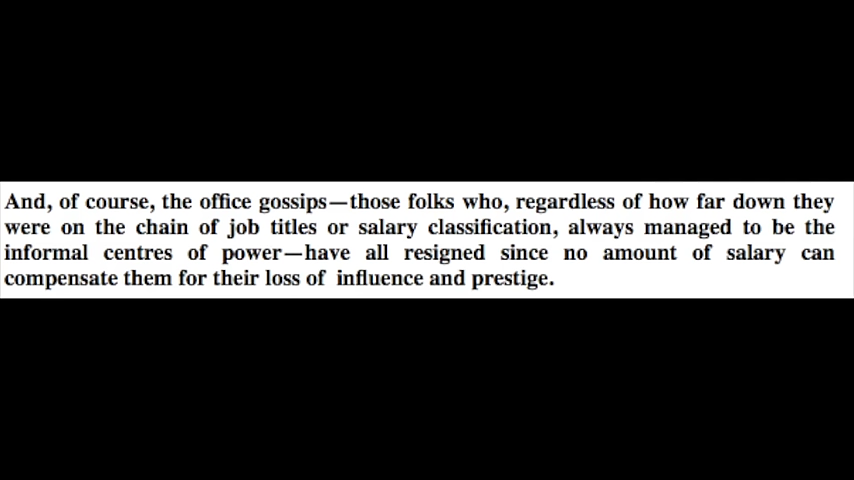 And, of course, the office gossips—those folks who, regardless of how far down they
were on the chain of job titles or salary classification, always managed to be the
informal centres of power—have all resigned since no amount of salary can
compensate them for their loss of influence and prestige.